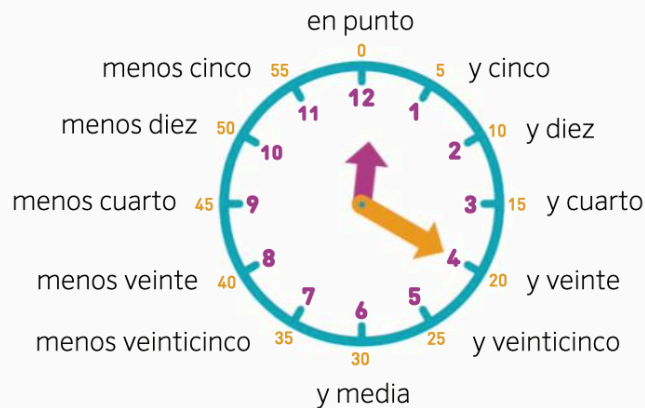 en punto
0
menos cinco 55 5 y cinco
12
11 1
menos diez 50 10 y diez
10 2
menos cuarto 45 9 3 15 y cuarto
8 4
menos veinte 40 20 y veinte
7 5
6
menos veinticinco 35 25 y veinticinco
30
y media